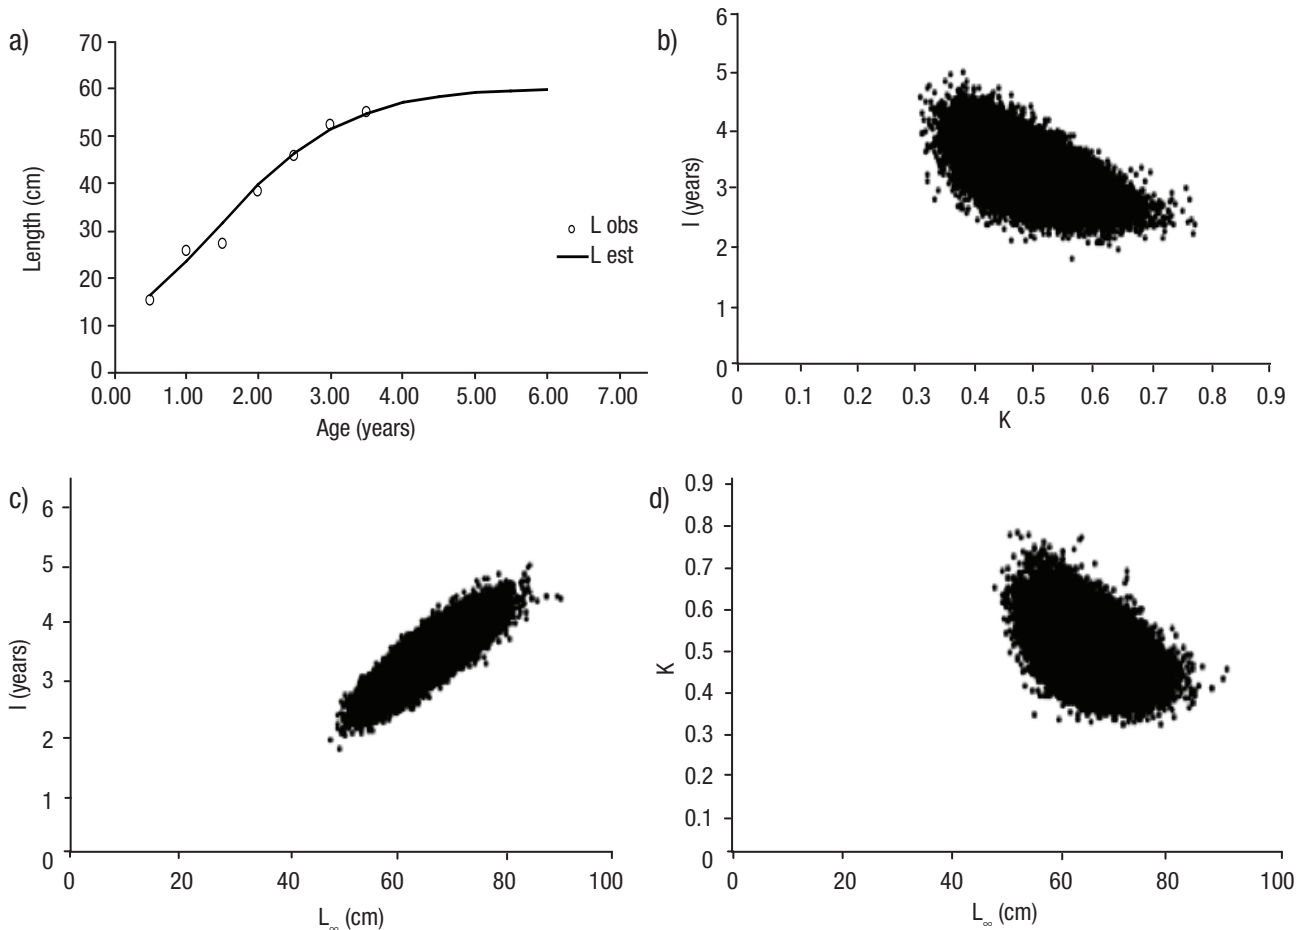 a)
70
60
50
40
30
20
10
0
Length (cm)
0.00 1.00 2.00 3.00 4.00 5.00 6.00 7.00
Age (years)
L obs
L est
b)
6
5
4
3
2
1
0
I (years)
0 0.1 0.2 0.3 0.4 0.5 0.6 0.7 0.8 0.9
K
c)
6
5
4
3
2
1
0
I (years)
0 20 40 60 80 100
L∞ (cm)
d)
0.9
0.8
0.7
0.6
0.5
0.4
0.3
0.2
0.1
0
K
0 20 40 60 80 100
L∞ (cm)